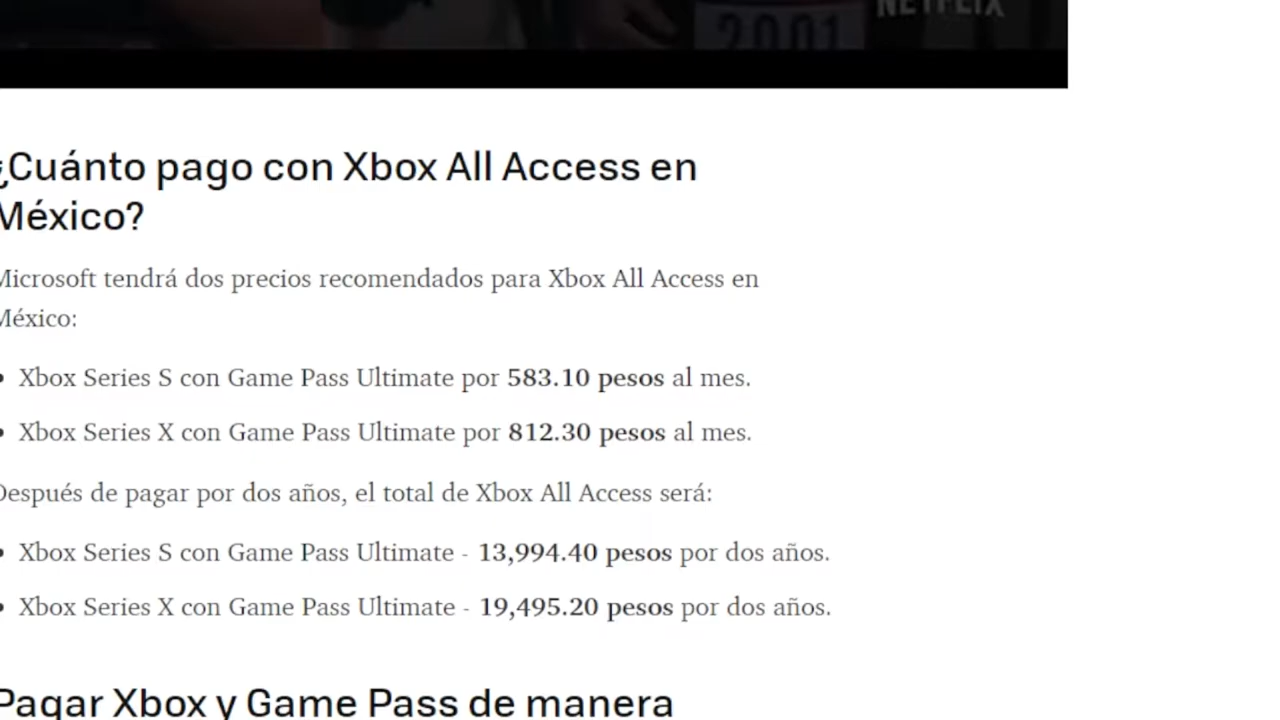 NETFLIX
2001
¿Cuánto pago con Xbox All Access en
México?
Microsoft tendrá dos precios recomendados para Xbox All Access en
México:
• Xbox Series S con Game Pass Ultimate por 583.10 pesos al mes.
• Xbox Series X con Game Pass Ultimate por 812.30 pesos al mes.
Después de pagar por dos años, el total de Xbox All Access será:
• Xbox Series S con Game Pass Ultimate - 13,994.40 pesos por dos años.
• Xbox Series X con Game Pass Ultimate - 19,495.20 pesos por dos años.
Pagar Xbox y Game Pass de manera